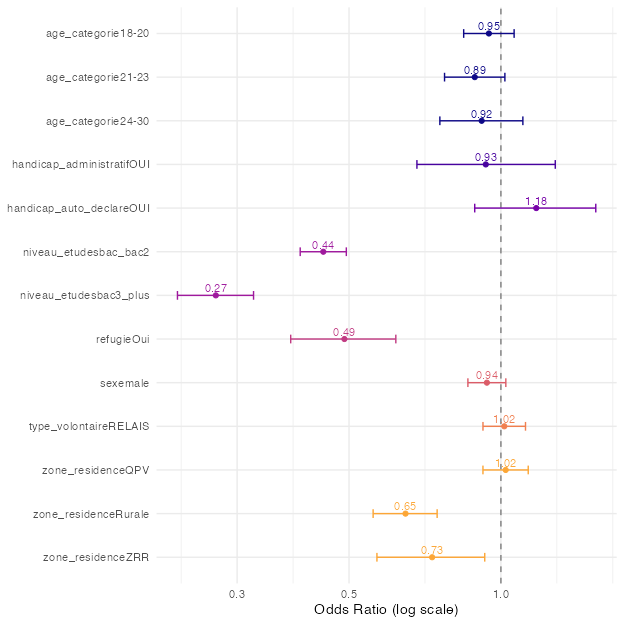 age_categorie18-20 0.95
age_categorie21-23 0.89
age_categorie24-30 0.92
handicap_administratifOUI 0.93
handicap_auto_declareOUI 1.18
niveau_etudesbac_bac2 0.44
niveau_etudesbac3_plus 0.27
refugieOui 0.49
sexemale 0.94
type_volontaireRELAIS 1.02
zone_residenceQPV 1.02
zone_residenceRurale 0.65
zone_residenceZRR 0.73
0.3 0.5 1.0
Odds Ratio (log scale)